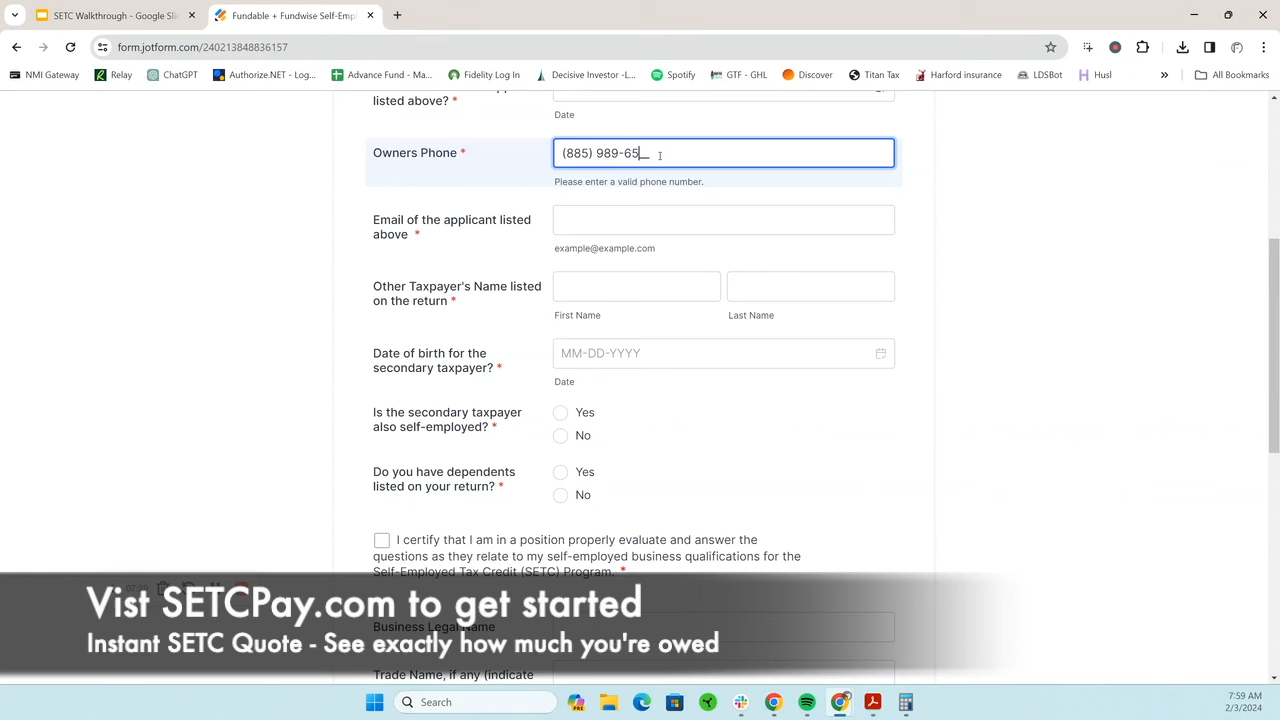 SETC Walkthrough - Google Sli
Fundable + Fundwise Self-Emp
form.jotform.com/240213848836157
NMI Gateway
Relay
ChatGPT
Authorize.NET - Log...
Advance Fund - Ma...
Fidelity Log In
Decisive Investor -L...
Spotify
GTF - GHL
Discover
Titan Tax
Harford insurance
LDSBot
Husl
»
All Bookmarks
listed above? *
Date
Owners Phone *
(885) 989-65__
Please enter a valid phone number.
Email of the applicant listed
above *
example@example.com
Other Taxpayer's Name listed
on the return *
First Name
Last Name
Date of birth for the
secondary taxpayer? *
MM-DD-YYYY
Date
Is the secondary taxpayer
also self-employed? *
Yes
No
Do you have dependents
listed on your return? *
Yes
No
I certify that I am in a position properly evaluate and answer the
questions as they relate to my self-employed business qualifications for the
Self-Employed Tax Credit (SETC) Program. *
Vist SETCPay.com to get started
Business Legal Name
Instant SETC Quote - See exactly how much you're owed
Trade Name, if any (indicate
Search
7:59 AM
2/3/2024